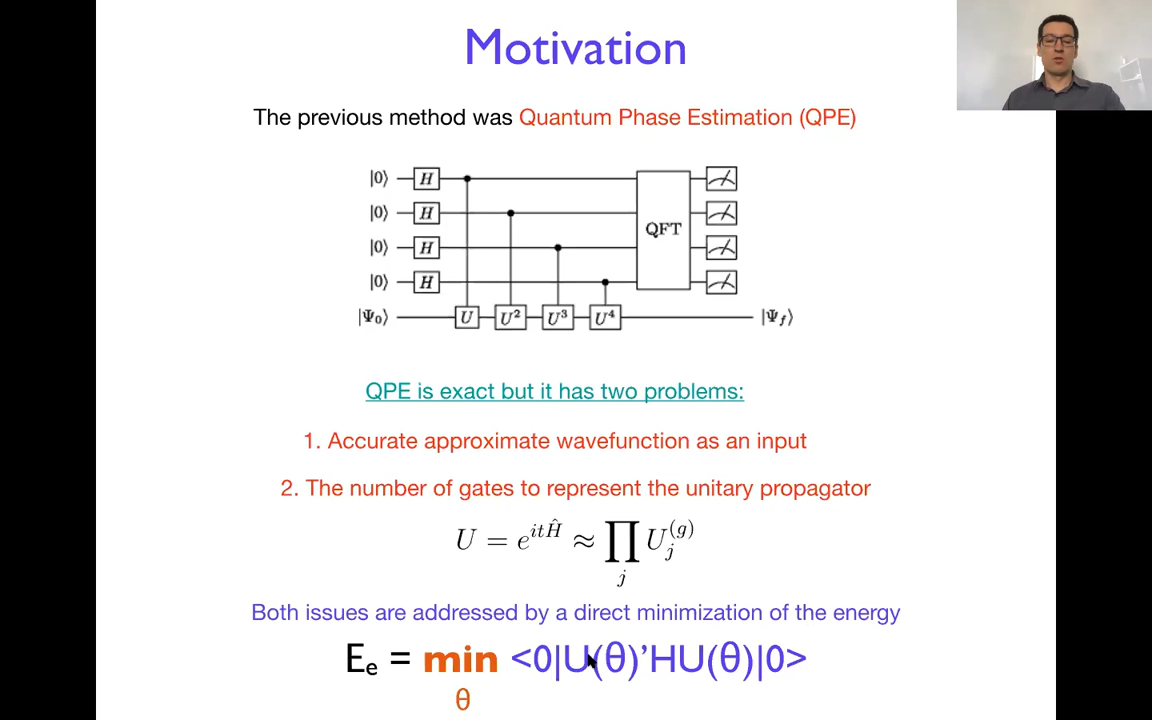 Motivation
The previous method was Quantum Phase Estimation (QPE)
|0⟩ H
|0⟩ H
QFT
|0⟩ H
|0⟩ H
|Ψ₀⟩ U U² U³ U⁴ |Ψf⟩
QPE is exact but it has two problems:
1. Accurate approximate wavefunction as an input
2. The number of gates to represent the unitary propagator
U = e^{itĤ} ≈ ∏_j U_j^{(g)}
Both issues are addressed by a direct minimization of the energy
Eₑ = min <0|U(θ)’HU(θ)|0>
θ